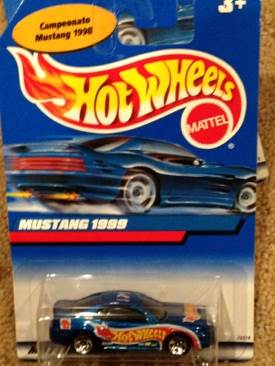 3+
Campeonato
Mustang 1998
HOT WHEELS
MATTEL
®
MUSTANG 1999
HOT WHEELS